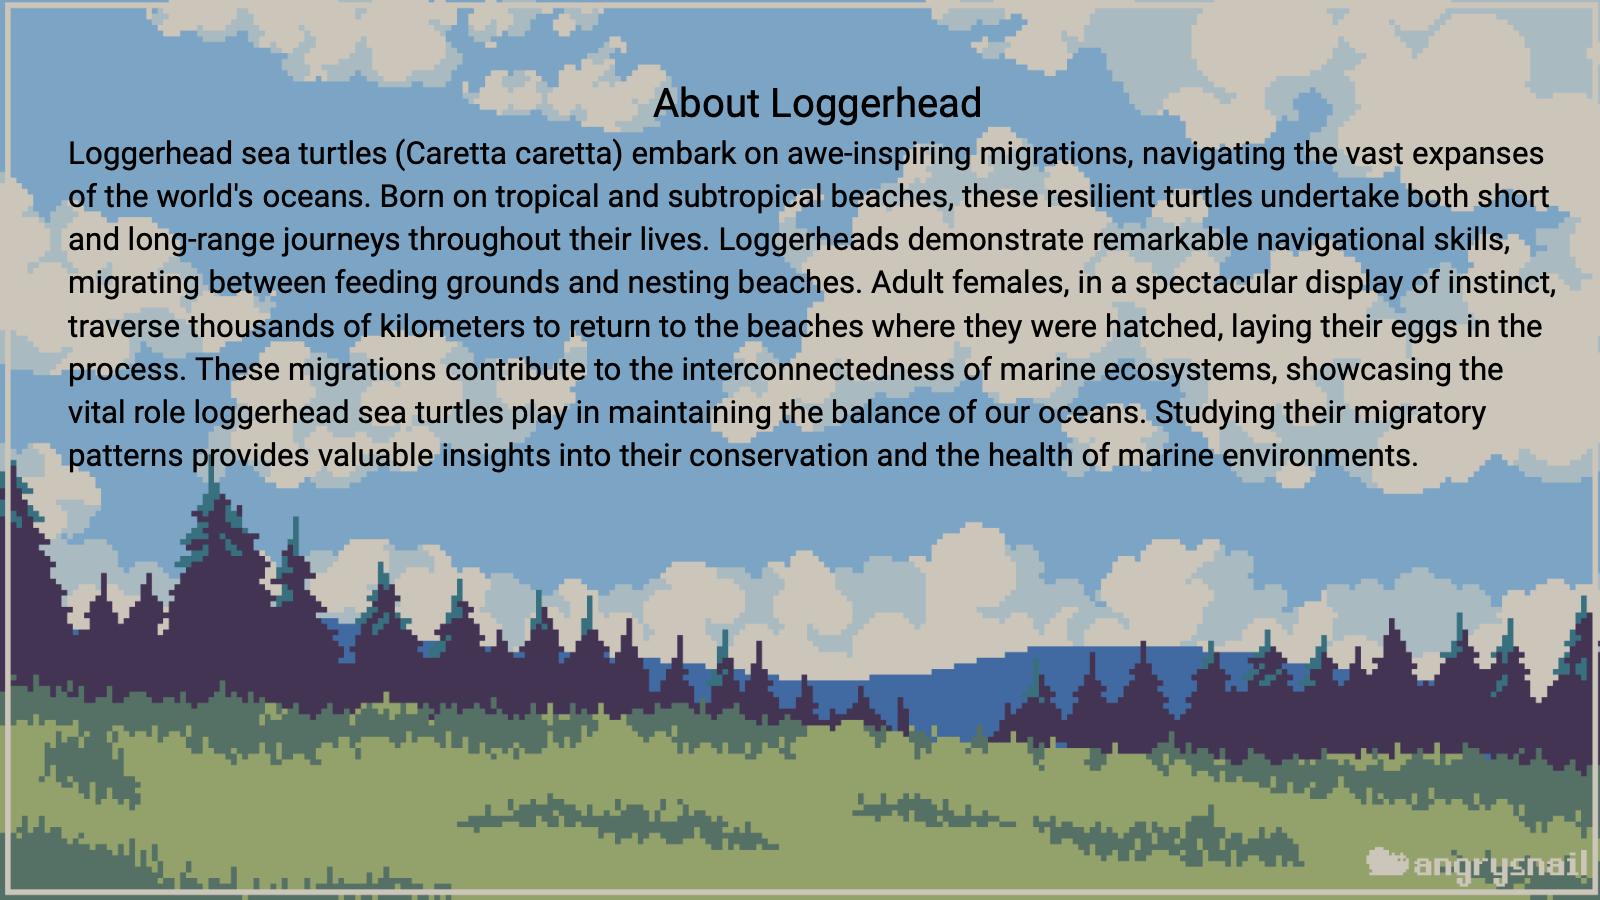 About Loggerhead
Loggerhead sea turtles (Caretta caretta) embark on awe-inspiring migrations, navigating the vast expanses
of the world's oceans. Born on tropical and subtropical beaches, these resilient turtles undertake both short
and long-range journeys throughout their lives. Loggerheads demonstrate remarkable navigational skills,
migrating between feeding grounds and nesting beaches. Adult females, in a spectacular display of instinct,
traverse thousands of kilometers to return to the beaches where they were hatched, laying their eggs in the
process. These migrations contribute to the interconnectedness of marine ecosystems, showcasing the
vital role loggerhead sea turtles play in maintaining the balance of our oceans. Studying their migratory
patterns provides valuable insights into their conservation and the health of marine environments.
angrysnail